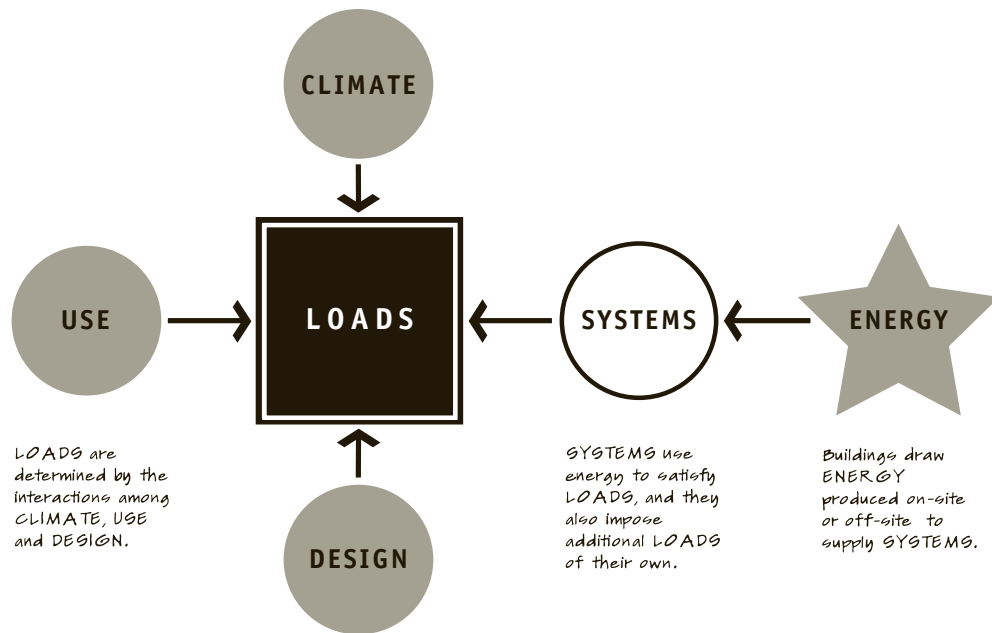 CLIMATE
USE
LOADS
SYSTEMS
ENERGY
LOADS are
determined by the
interactions among
CLIMATE, USE
and DESIGN.
SYSTEMS use
energy to satisfy
LOADS, and they
also impose
additional LOADS
of their own.
Buildings draw
ENERGY
produced on-site
or off-site to
supply SYSTEMS.
DESIGN